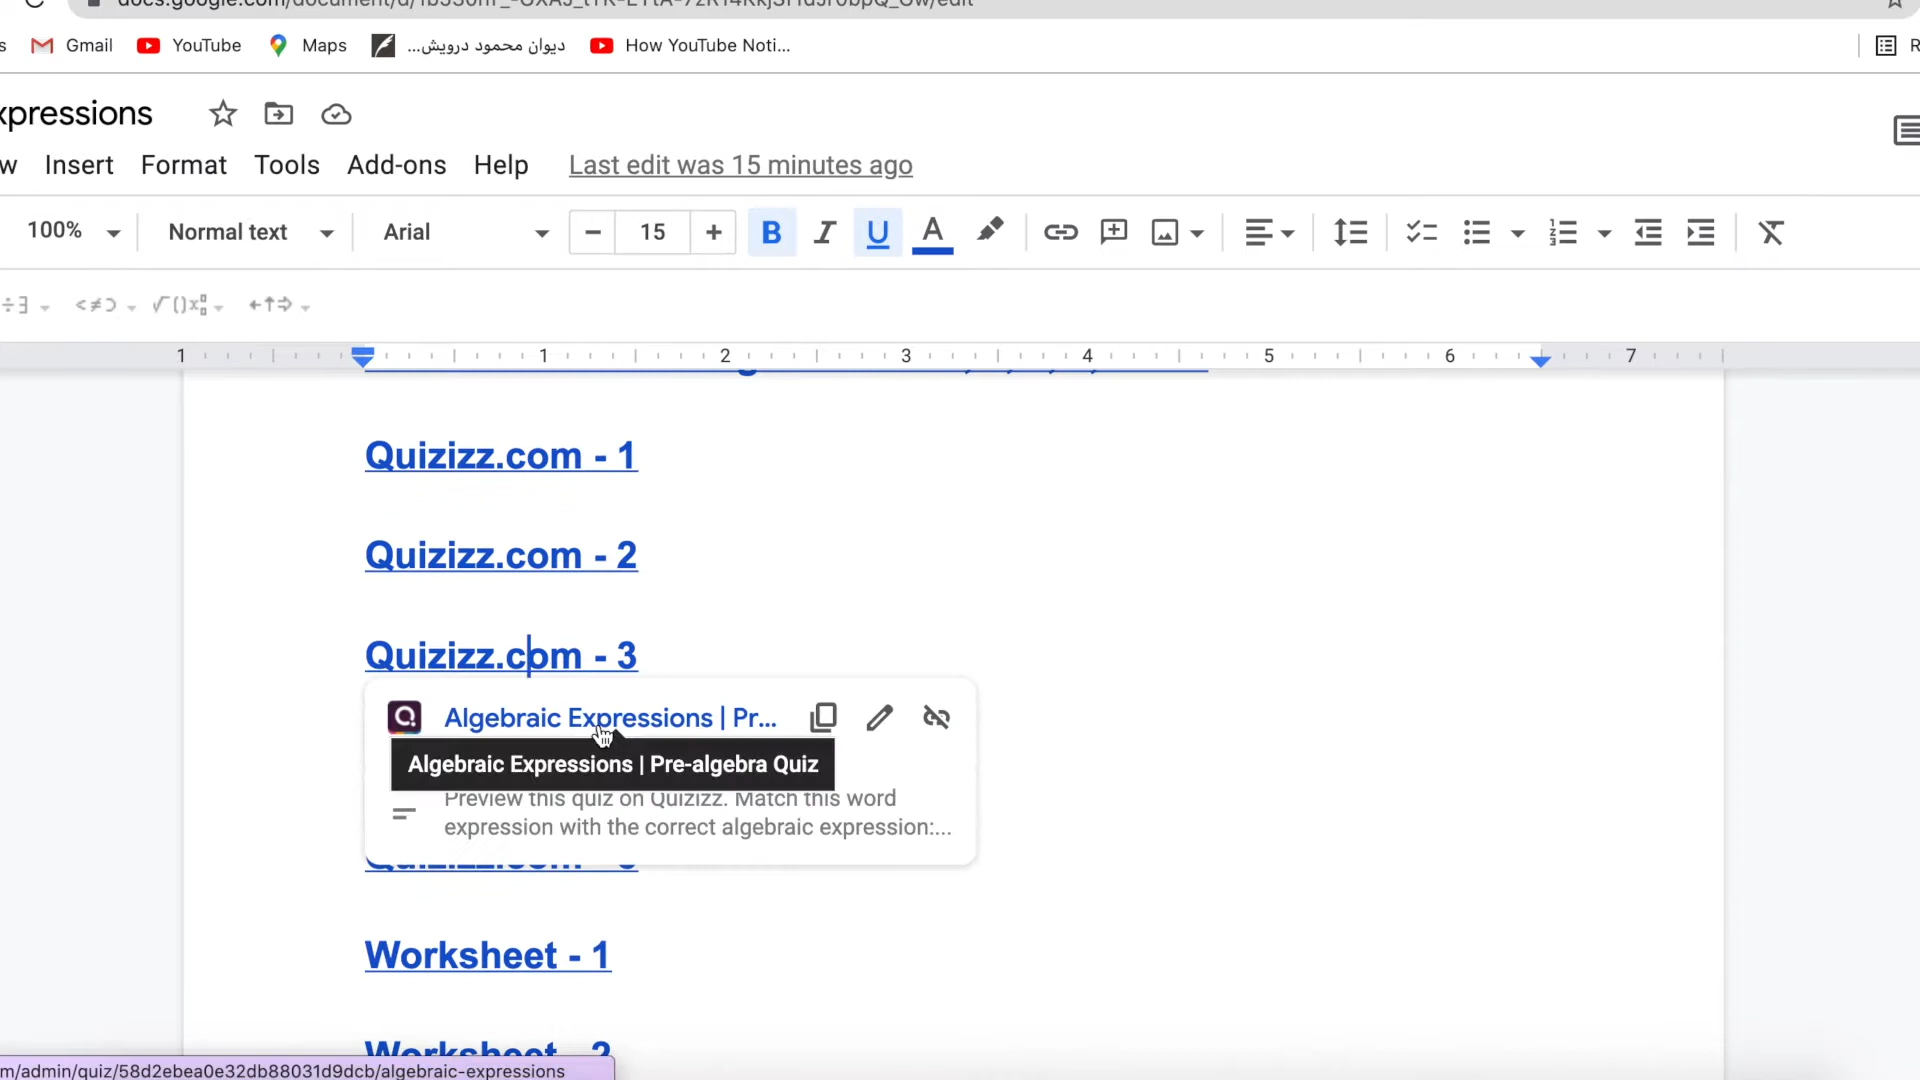 Gmail YouTube Maps ديوان محمود درويش... How YouTube Noti...
xpressions
w Insert Format Tools Add-ons Help Last edit was 15 minutes ago
100% Normal text Arial − 15 + B I U A
1 1 2 3 4 5 6 7
Quizizz.com - 1
Quizizz.com - 2
Quizizz.com - 3
Algebraic Expressions | Pr...
Algebraic Expressions | Pre-algebra Quiz
Preview this quiz on Quizizz. Match this word
expression with the correct algebraic expression:...
Worksheet - 1
Worksheet - 2
m/admin/quiz/58d2ebea0e32db88031d9dcb/algebraic-expressions